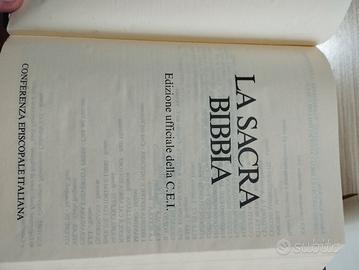 LA SACRA
BIBBIA
Edizione ufficiale della C.E.I.
CONFERENZA EPISCOPALE ITALIANA
subito